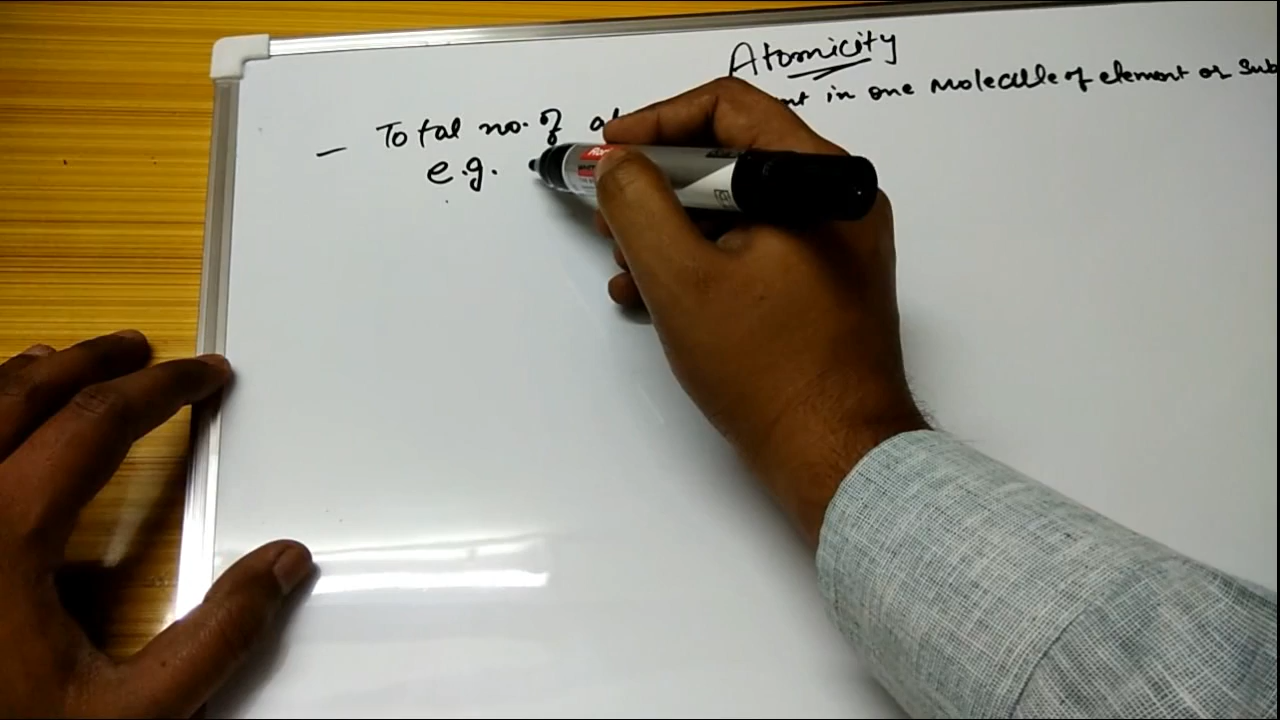 Atomicity
- Total no. of in one molecule of element or
e.g.